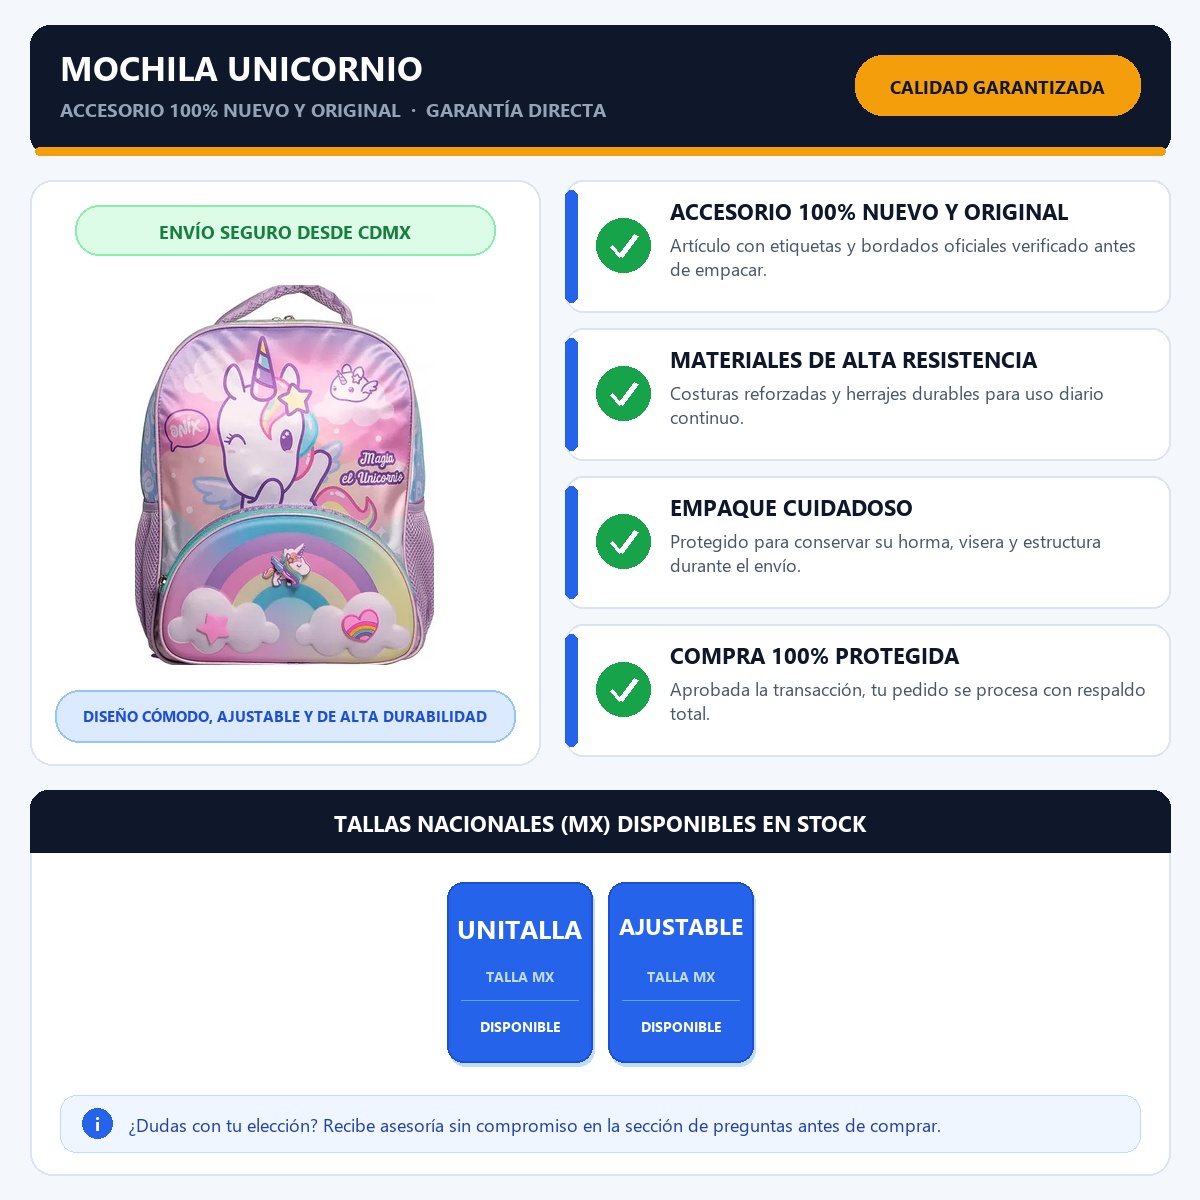 MOCHILA UNICORNIO
ACCESORIO 100% NUEVO Y ORIGINAL · GARANTÍA DIRECTA
CALIDAD GARANTIZADA
ENVÍO SEGURO DESDE CDMX
ONIX
Magia
el Unicornio
DISEÑO CÓMODO, AJUSTABLE Y DE ALTA DURABILIDAD
ACCESORIO 100% NUEVO Y ORIGINAL
Artículo con etiquetas y bordados oficiales verificado antes
de empacar.
MATERIALES DE ALTA RESISTENCIA
Costuras reforzadas y herrajes durables para uso diario
continuo.
EMPAQUE CUIDADOSO
Protegido para conservar su horma, visera y estructura
durante el envío.
COMPRA 100% PROTEGIDA
Aprobada la transacción, tu pedido se procesa con respaldo
total.
TALLAS NACIONALES (MX) DISPONIBLES EN STOCK
UNITALLA
TALLA MX
DISPONIBLE
AJUSTABLE
TALLA MX
DISPONIBLE
¿Dudas con tu elección? Recibe asesoría sin compromiso en la sección de preguntas antes de comprar.